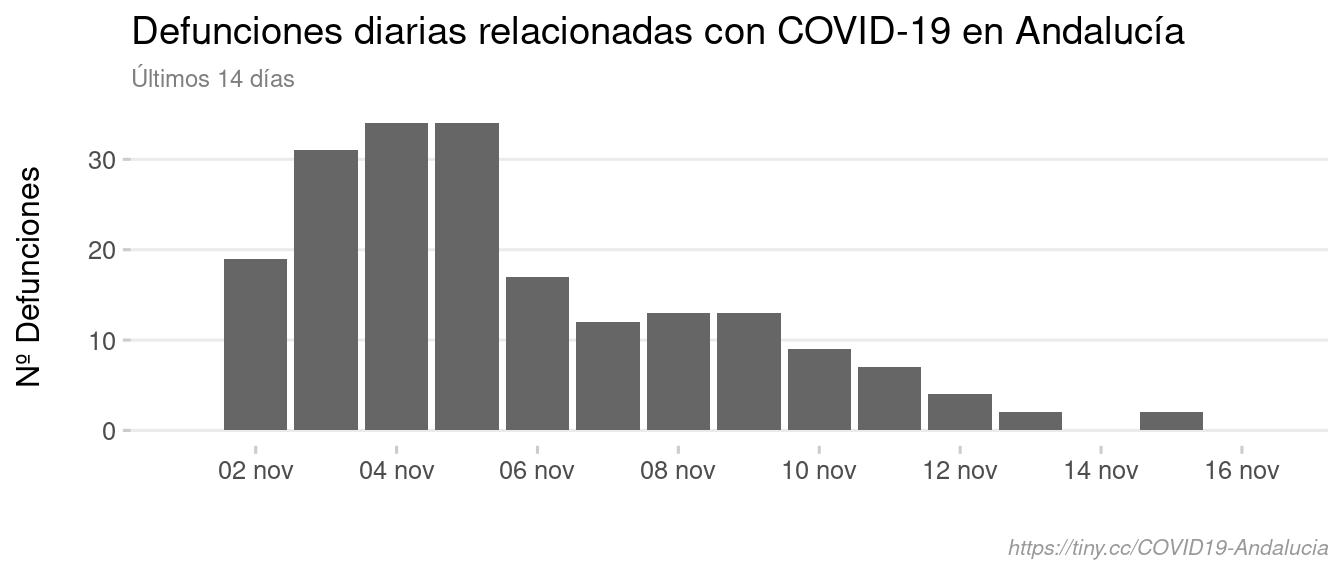 Defunciones diarias relacionadas con COVID-19 en Andalucía
Últimos 14 días
Nº Defunciones
30
20
10
0
02 nov 04 nov 06 nov 08 nov 10 nov 12 nov 14 nov 16 nov
https://tiny.cc/COVID19-Andalucia